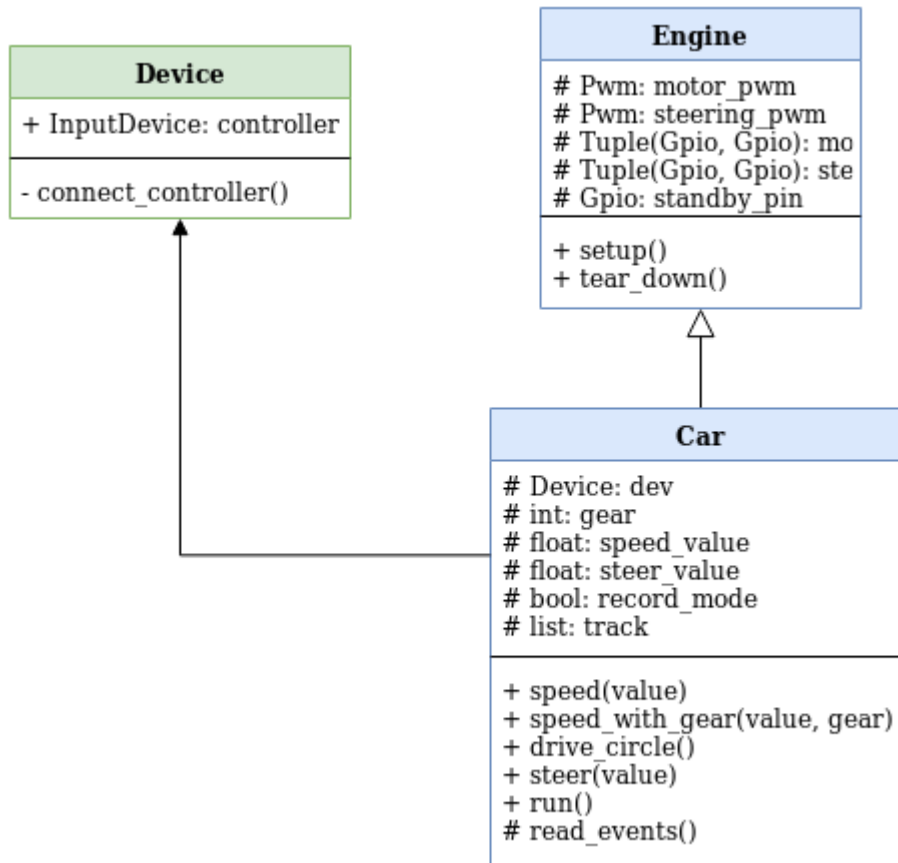 Device
+ InputDevice: controller
- connect_controller()
Engine
# Pwm: motor_pwm
# Pwm: steering_pwm
# Tuple(Gpio, Gpio): mo
# Tuple(Gpio, Gpio): ste
# Gpio: standby_pin
+ setup()
+ tear_down()
Car
# Device: dev
# int: gear
# float: speed_value
# float: steer_value
# bool: record_mode
# list: track
+ speed(value)
+ speed_with_gear(value, gear)
+ drive_circle()
+ steer(value)
+ run()
# read_events()